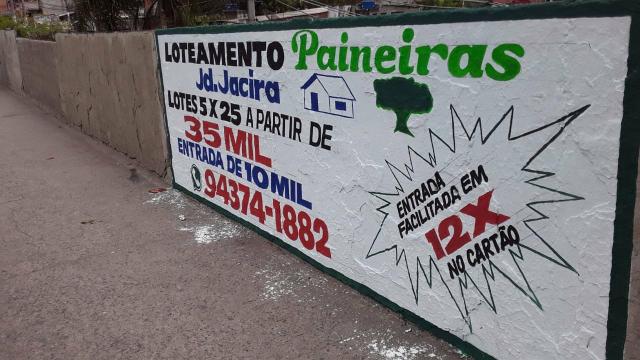 LOTEAMENTO Paineiras
Jd. Jacira
LOTES 5 X 25 A PARTIR DE
35 MIL
ENTRADA DE 10 MIL
94374-1882
ENTRADA
FACILITADA EM
12X
NO CARTÃO